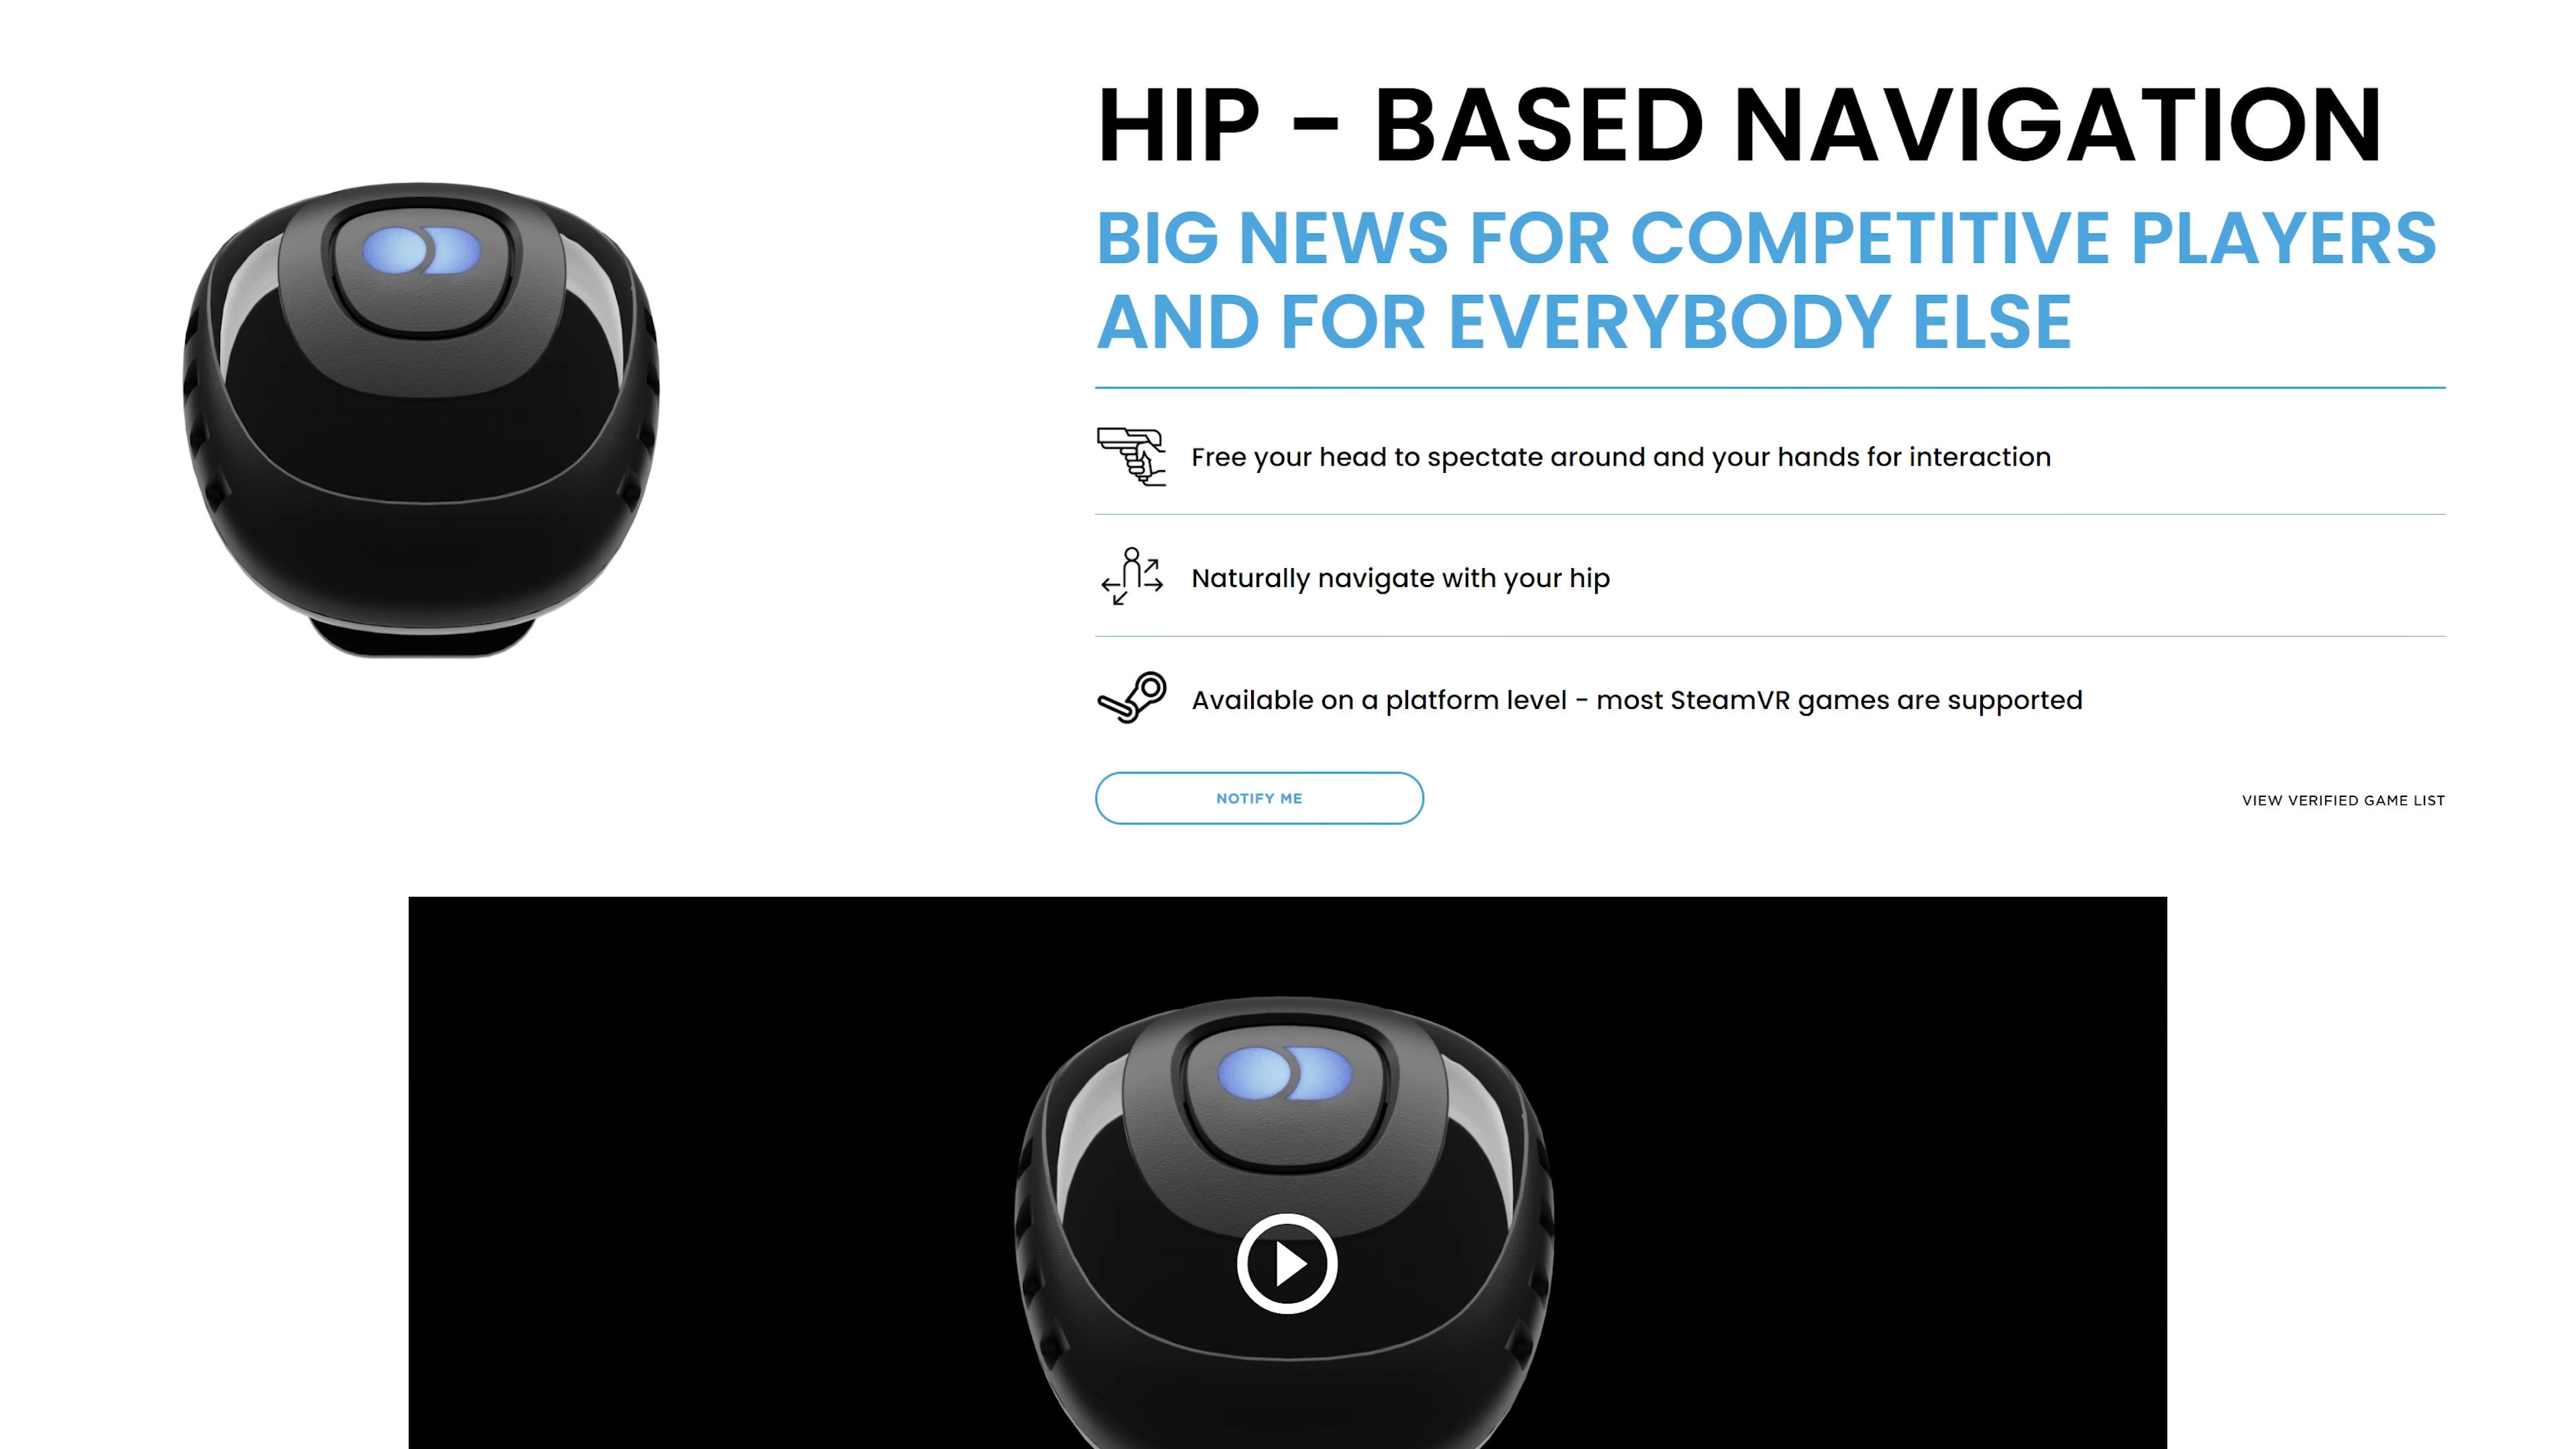 HIP - BASED NAVIGATION
BIG NEWS FOR COMPETITIVE PLAYERS
AND FOR EVERYBODY ELSE
Free your head to spectate around and your hands for interaction
Naturally navigate with your hip
Available on a platform level - most SteamVR games are supported
NOTIFY ME
VIEW VERIFIED GAME LIST